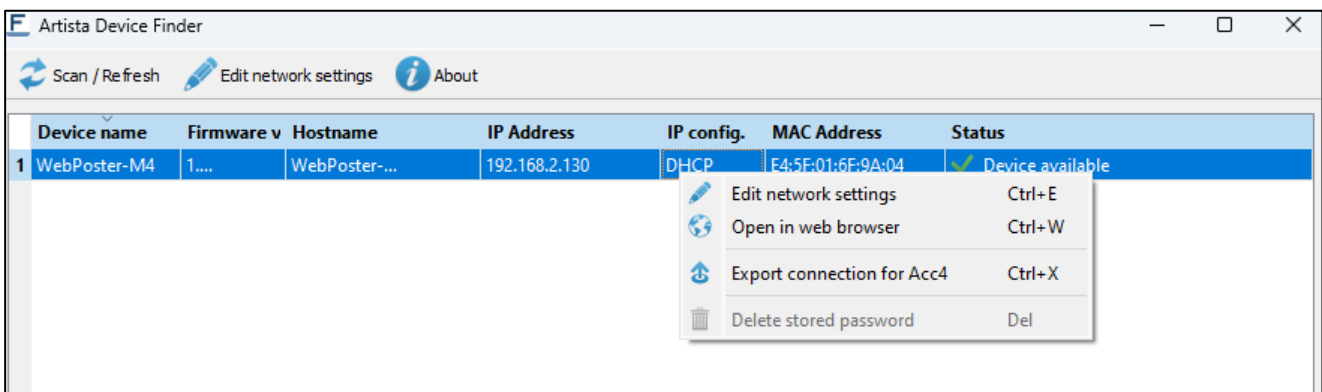 Artista Device Finder
Scan / Refresh Edit network settings About
Device name Firmware v Hostname IP Address IP config. MAC Address Status
1 WebPoster-M4 1.... WebPoster-... 192.168.2.130 DHCP E4:5F:01:6F:9A:04 Device available
Edit network settings Ctrl+E
Open in web browser Ctrl+W
Export connection for Acc4 Ctrl+X
Delete stored password Del